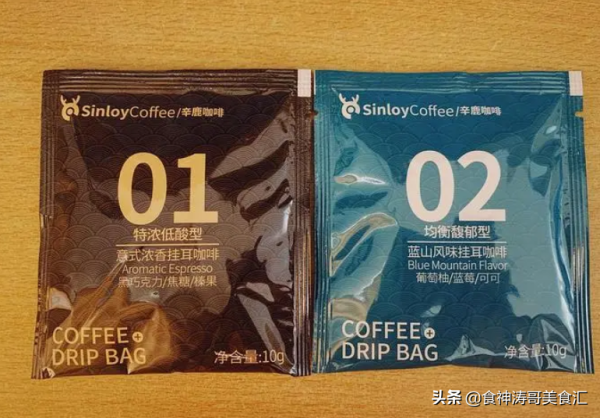 SinloyCoffee/辛鹿咖啡
01
特浓低酸型
意式浓香挂耳咖啡
Aromatic Espresso
黑巧克力/焦糖/榛果
COFFEE+
DRIP BAG
净含量:10g
SinloyCoffee/辛鹿咖啡
02
均衡馥郁型
蓝山风味挂耳咖啡
Blue Mountain Flavor
葡萄柚/蓝莓/可可
COFFEE+
DRIP BAG
净含量:10g
头条 @食神涛哥美食汇